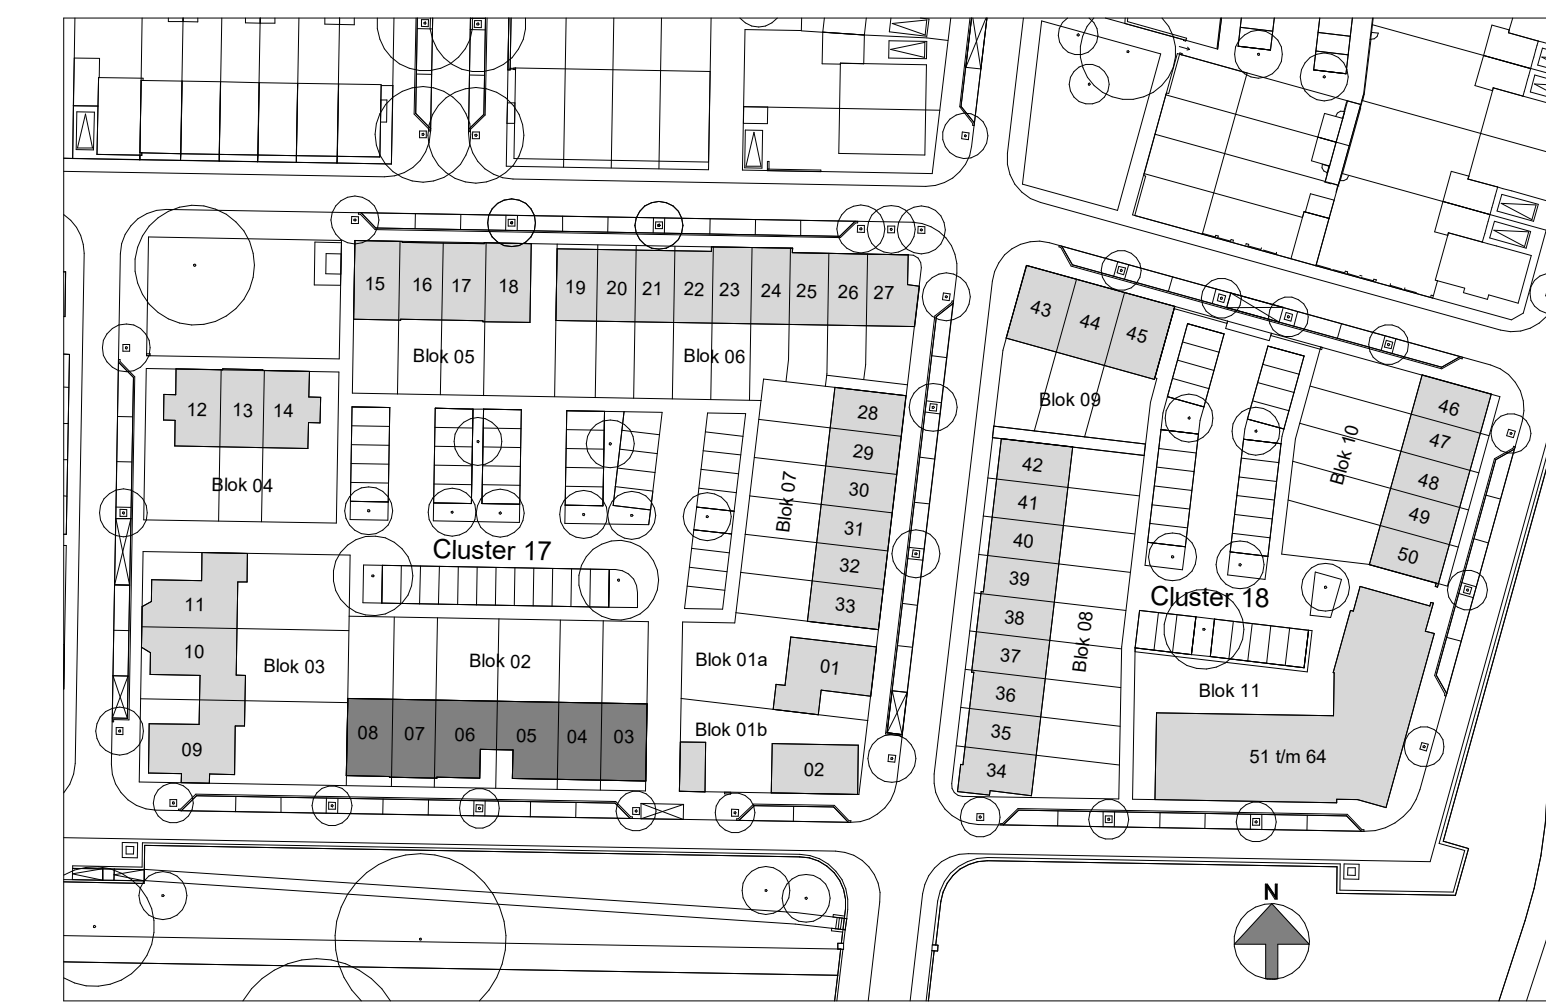 15 16 17 18
19 20 21 22 23 24 25 26 27
Blok 05
Blok 06
12 13 14
Blok 04
28
29
30
31
32
33
Blok 07
Cluster 17
11
10
09
Blok 03
Blok 02
08 07 06 05 04 03
Blok 01a
01
Blok 01b
02
43 44 45
Blok 09
42
41
40
39
38
37
36
35
34
Blok 08
46
47
48
49
50
Blok 10
Cluster 18
Blok 11
51 t/m 64
N